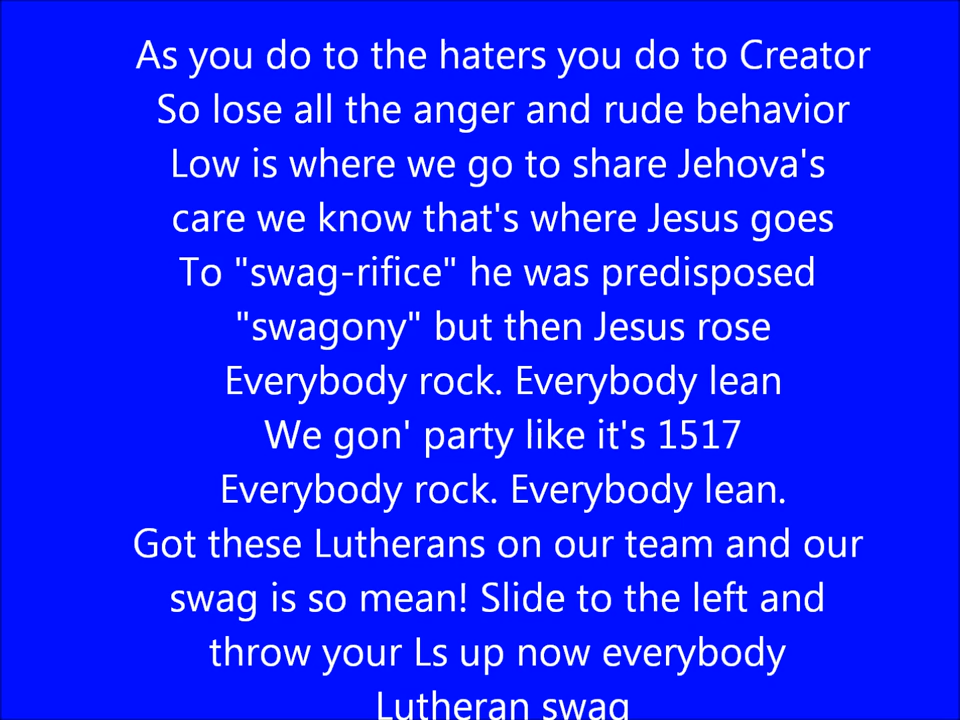 As you do to the haters you do to Creator
So lose all the anger and rude behavior
Low is where we go to share Jehova's
care we know that's where Jesus goes
To "swag-rifice" he was predisposed
"swagony" but then Jesus rose
Everybody rock. Everybody lean
We gon' party like it's 1517
Everybody rock. Everybody lean.
Got these Lutherans on our team and our
swag is so mean! Slide to the left and
throw your Ls up now everybody
Lutheran swag